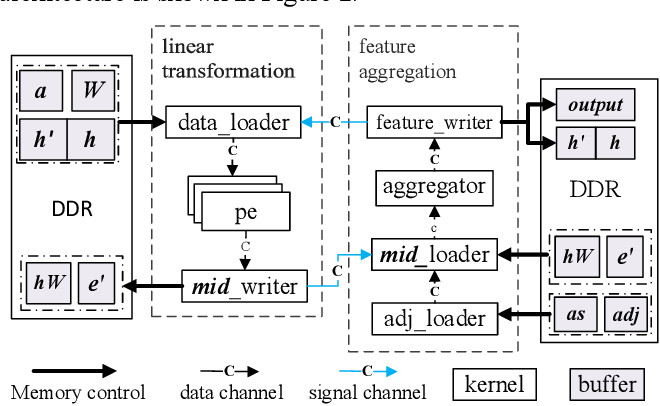 architecture is shown in Figure 2.
linear
transformation
feature
aggregation
a W
h' h
DDR
hW e'
data_loader
C
pe
C
mid_writer
C
C
feature_writer
C
aggregator
c
mid_loader
C
adj_loader
output
h' h
DDR
hW e'
as adj
Memory control
C
data channel
C
signal channel
kernel
buffer